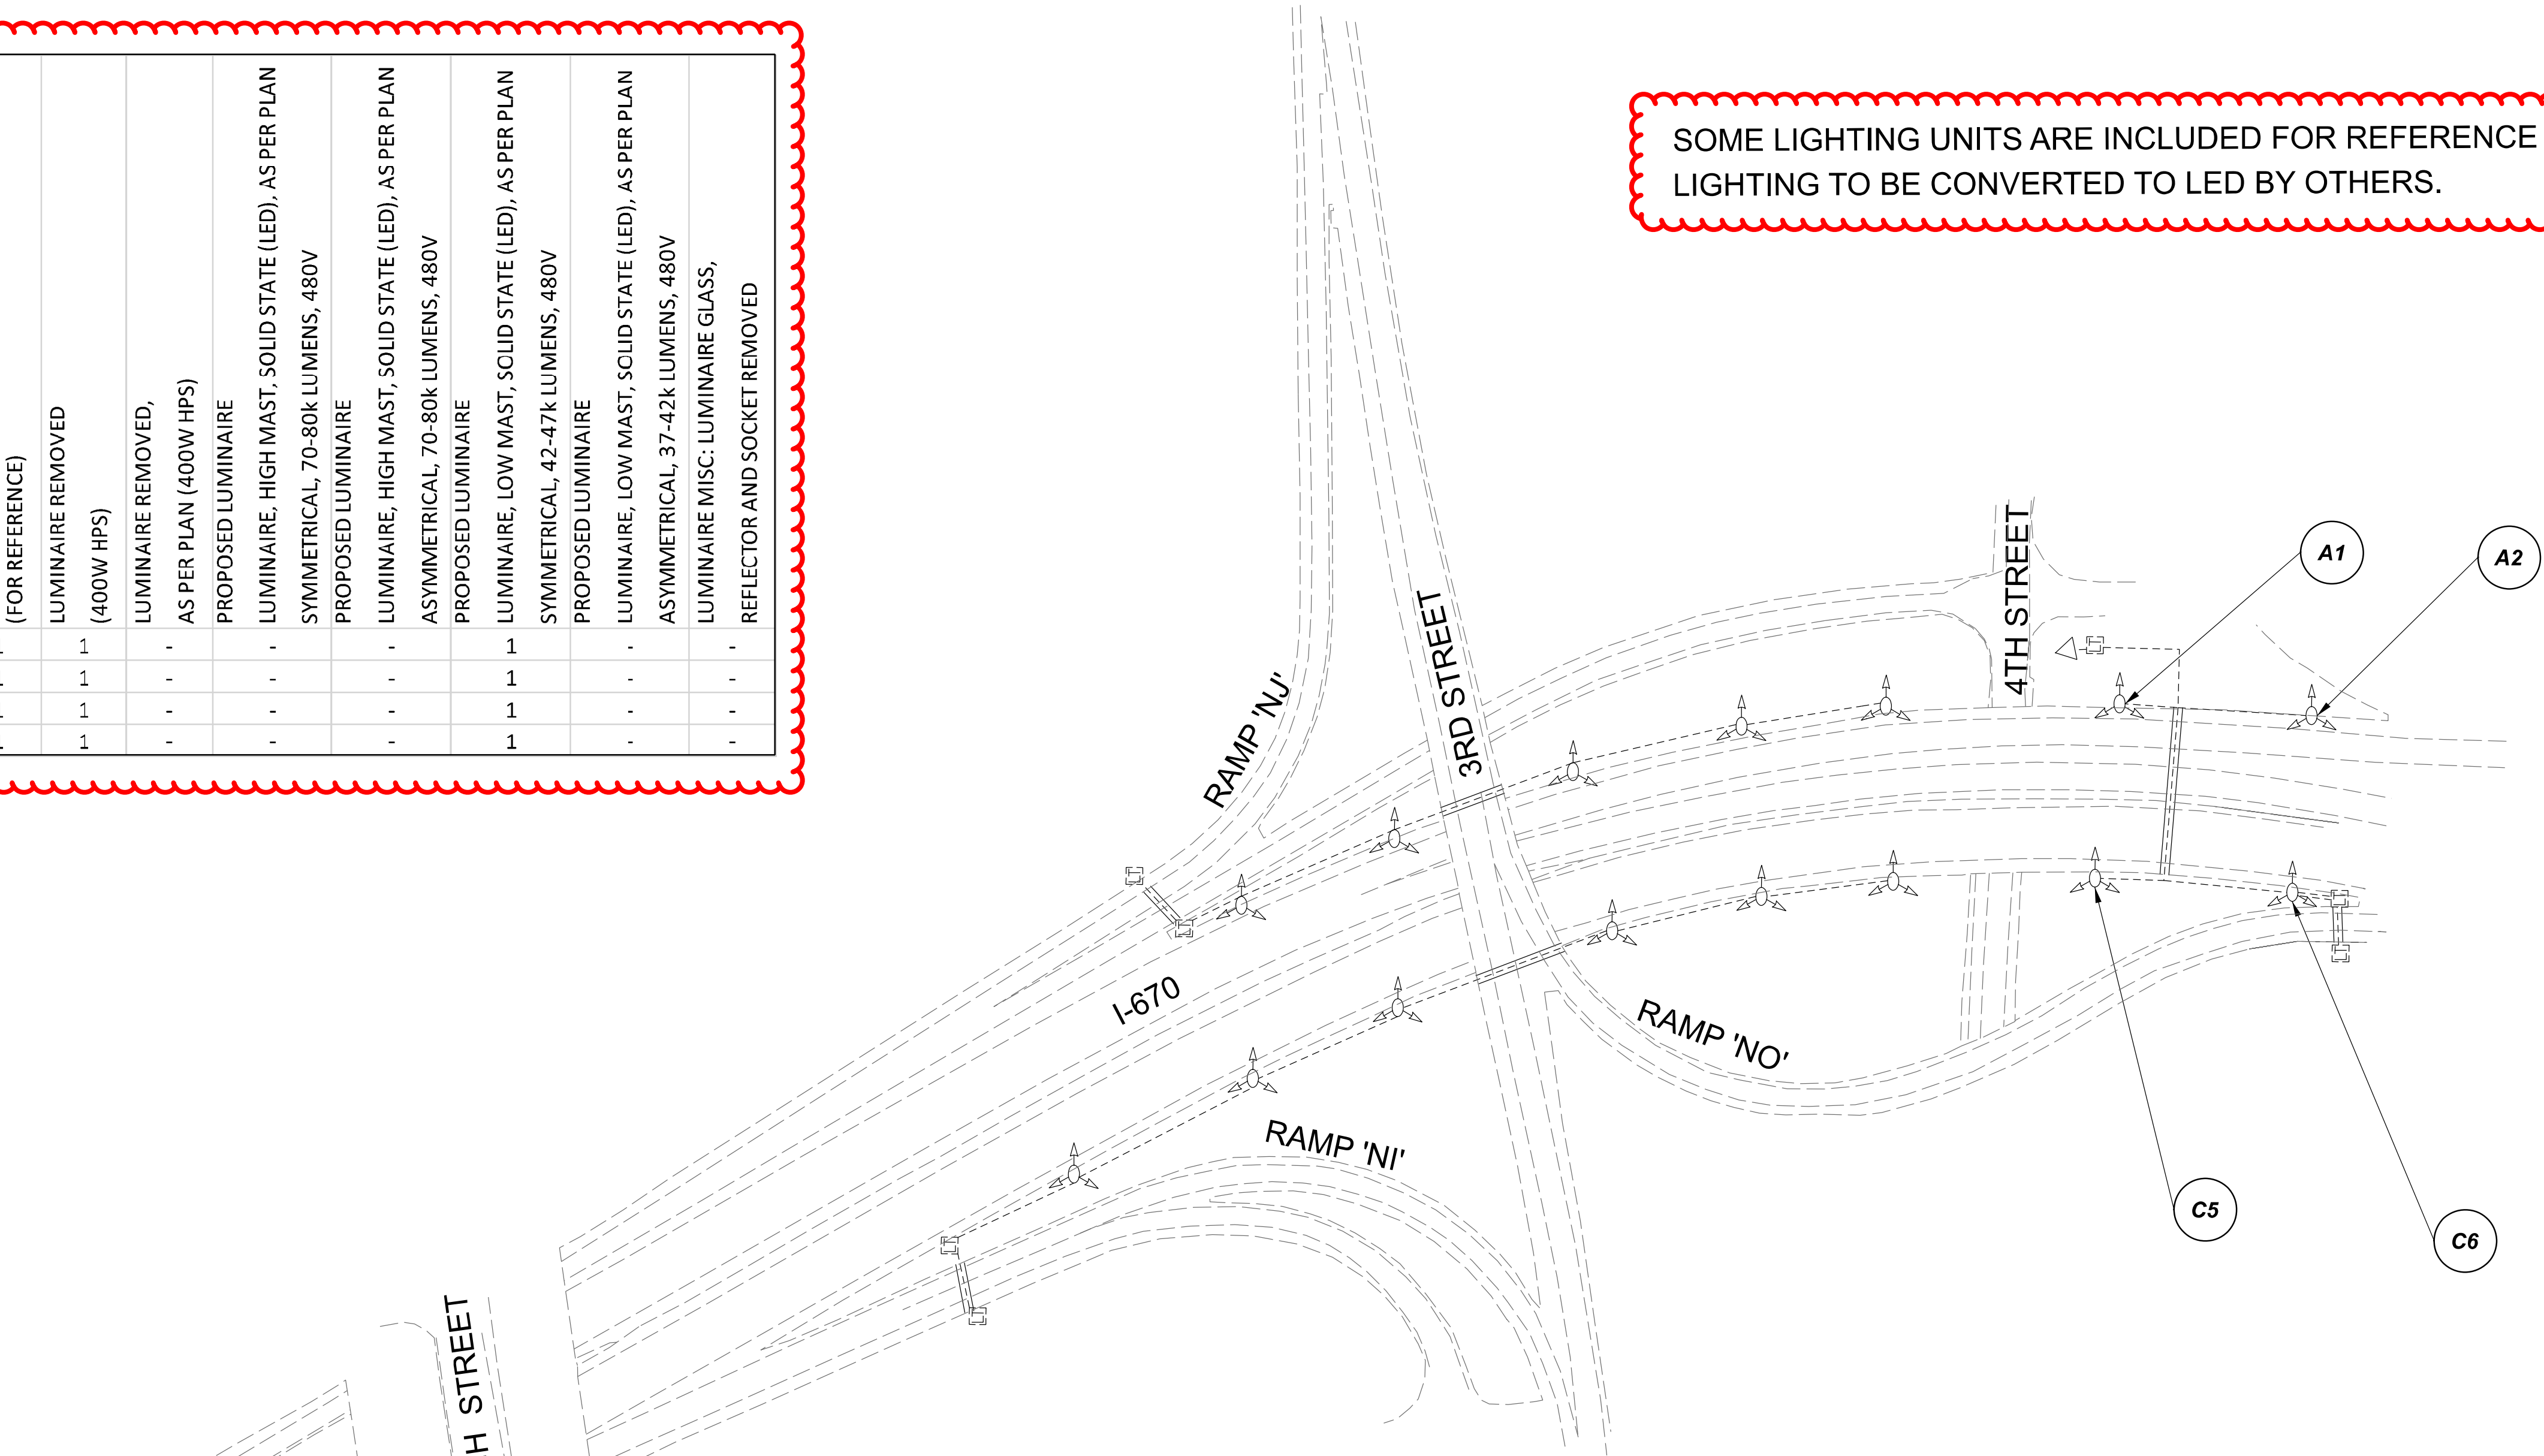 (FOR REFERENCE)
LUMINAIRE REMOVED
(400W HPS)
LUMINAIRE REMOVED,
AS PER PLAN (400W HPS)
PROPOSED LUMINAIRE
LUMINAIRE, HIGH MAST, SOLID STATE (LED), AS PER PLAN
SYMMETRICAL, 70-80k LUMENS, 480V
PROPOSED LUMINAIRE
LUMINAIRE, HIGH MAST, SOLID STATE (LED), AS PER PLAN
ASYMMETRICAL, 70-80k LUMENS, 480V
PROPOSED LUMINAIRE
LUMINAIRE, LOW MAST, SOLID STATE (LED), AS PER PLAN
SYMMETRICAL, 42-47k LUMENS, 480V
PROPOSED LUMINAIRE
LUMINAIRE, LOW MAST, SOLID STATE (LED), AS PER PLAN
ASYMMETRICAL, 37-42k LUMENS, 480V
LUMINAIRE MISC: LUMINAIRE GLASS,
REFLECTOR AND SOCKET REMOVED
1 - - - 1 - -
1 - - - 1 - -
1 - - - 1 - -
1 - - - 1 - -
SOME LIGHTING UNITS ARE INCLUDED FOR REFERENCE
LIGHTING TO BE CONVERTED TO LED BY OTHERS.
4TH STREET
A1
A2
3RD STREET
RAMP 'NJ'
I-670
RAMP 'NO'
RAMP 'NI'
C5
C6
H STREET